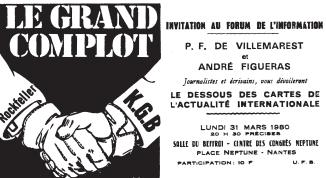 LE GRAND
COMPLOT
Rockfeller
K.G.B
INVITATION AU FORUM DE L'INFORMATION
P. F. DE VILLEMAREST
et
ANDRÉ FIGUERAS
Journalistes et écrivains, vous dévoileront
LE DESSOUS DES CARTES DE
L'ACTUALITÉ INTERNATIONALE
LUNDI 31 MARS 1980
20 H 30 PRÉCISES
SALLE DU BEFFROI - CENTRE DES CONGRÈS NEPTUNE
PLACE NEPTUNE - NANTES
PARTICIPATION : 10 F U. F. B.